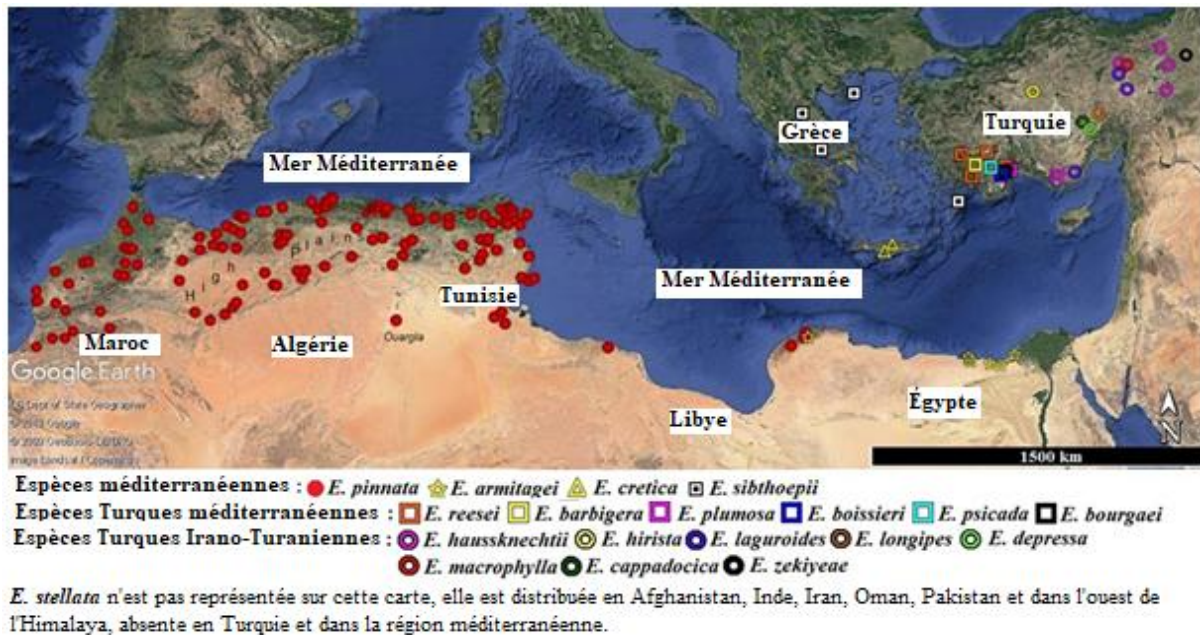 Mer Méditerranée
Grèce
Turquie
High Plains
Tunisie
Mer Méditerranée
Maroc
Algérie
Ouargla
Libye
Égypte
Google Earth
N
1500 km
Espèces méditerranéennes : E. pinnata E. armitagei E. cretica E. sibthoepii
Espèces Turques méditerranéennes : E. reesei E. barbigera E. plumosa E. boissieri E. psicada E. bourgaei
Espèces Turques Irano-Turaniennes : E. haussknechtii E. hirista E. laguroides E. longipes E. depressa
E. macrophylla E. cappadocica E. zekiyeae
E. stellata n'est pas représentée sur cette carte, elle est distribuée en Afghanistan, Inde, Iran, Oman, Pakistan et dans l'ouest de
l'Himalaya, absente en Turquie et dans la région méditerranéenne.